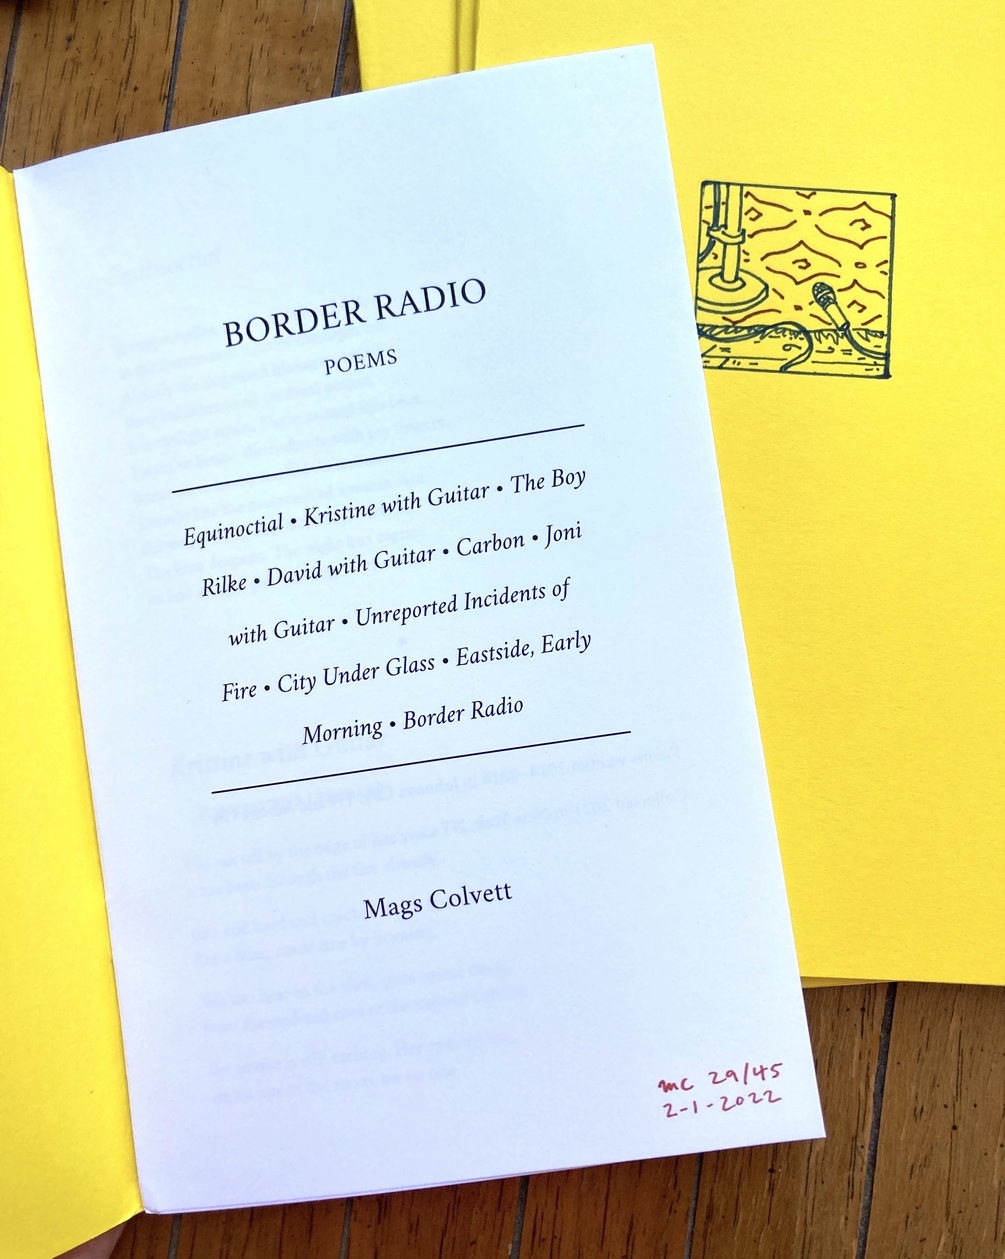 BORDER RADIO
POEMS
Equinoctial • Kristine with Guitar • The Boy
Rilke • David with Guitar • Carbon • Joni
with Guitar • Unreported Incidents of
Fire • City Under Glass • Eastside, Early
Morning • Border Radio
Mags Colvett
mc 29/45
2-1-2022